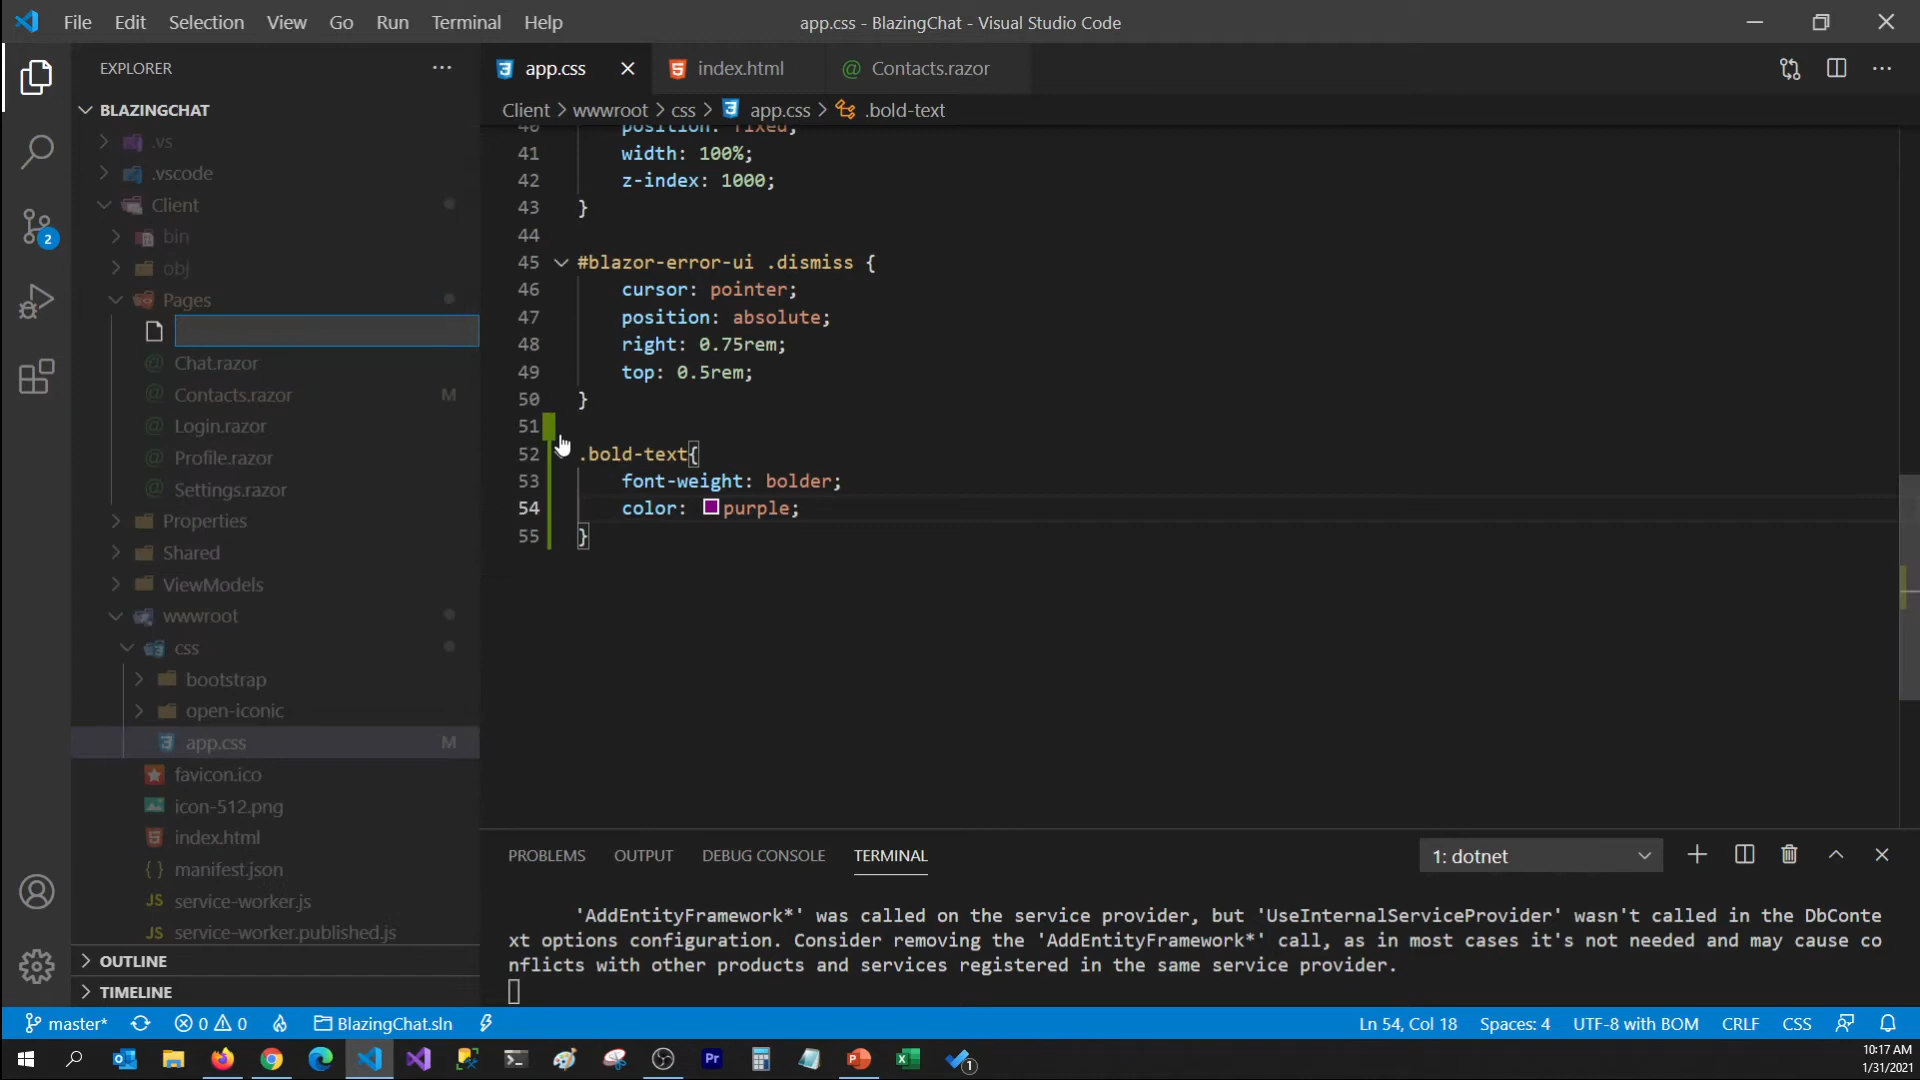 File Edit Selection View Go Run Terminal Help
app.css - BlazingChat - Visual Studio Code
EXPLORER
BLAZINGCHAT
.vs
.vscode
Client
bin
obj
Pages
Chat.razor
Contacts.razor M
Login.razor
Profile.razor
Settings.razor
Properties
Shared
ViewModels
wwwroot
css
bootstrap
open-iconic
app.css M
favicon.ico
icon-512.png
index.html
manifest.json
service-worker.js
service-worker.published.js
OUTLINE
TIMELINE
2
app.css index.html Contacts.razor
Client > wwwroot > css > app.css > .bold-text
40 position: fixed;
41 width: 100%;
42 z-index: 1000;
43 }
44
45 #blazor-error-ui .dismiss {
46 cursor: pointer;
47 position: absolute;
48 right: 0.75rem;
49 top: 0.5rem;
50 }
51
52 .bold-text{
53 font-weight: bolder;
54 color: purple;
55 }
PROBLEMS OUTPUT DEBUG CONSOLE TERMINAL
1: dotnet
'AddEntityFramework*' was called on the service provider, but 'UseInternalServiceProvider' wasn't called in the DbConte
xt options configuration. Consider removing the 'AddEntityFramework*' call, as in most cases it's not needed and may cause co
nflicts with other products and services registered in the same service provider.
master* 0 0 BlazingChat.sln
Ln 54, Col 18 Spaces: 4 UTF-8 with BOM CRLF CSS
Pr
1
10:17 AM
1/31/2021